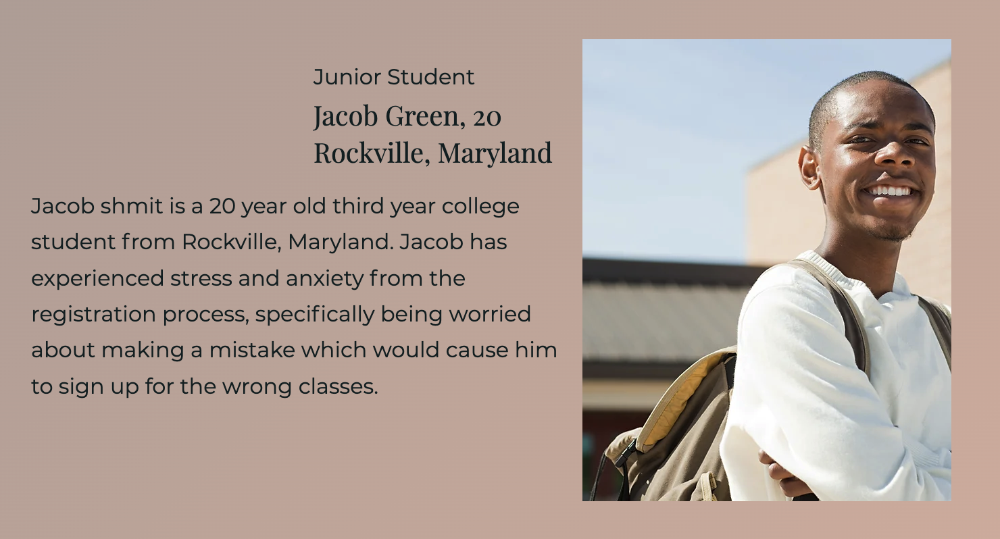 Junior Student
Jacob Green, 20
Rockville, Maryland
Jacob shmit is a 20 year old third year college
student from Rockville, Maryland. Jacob has
experienced stress and anxiety from the
registration process, specifically being worried
about making a mistake which would cause him
to sign up for the wrong classes.